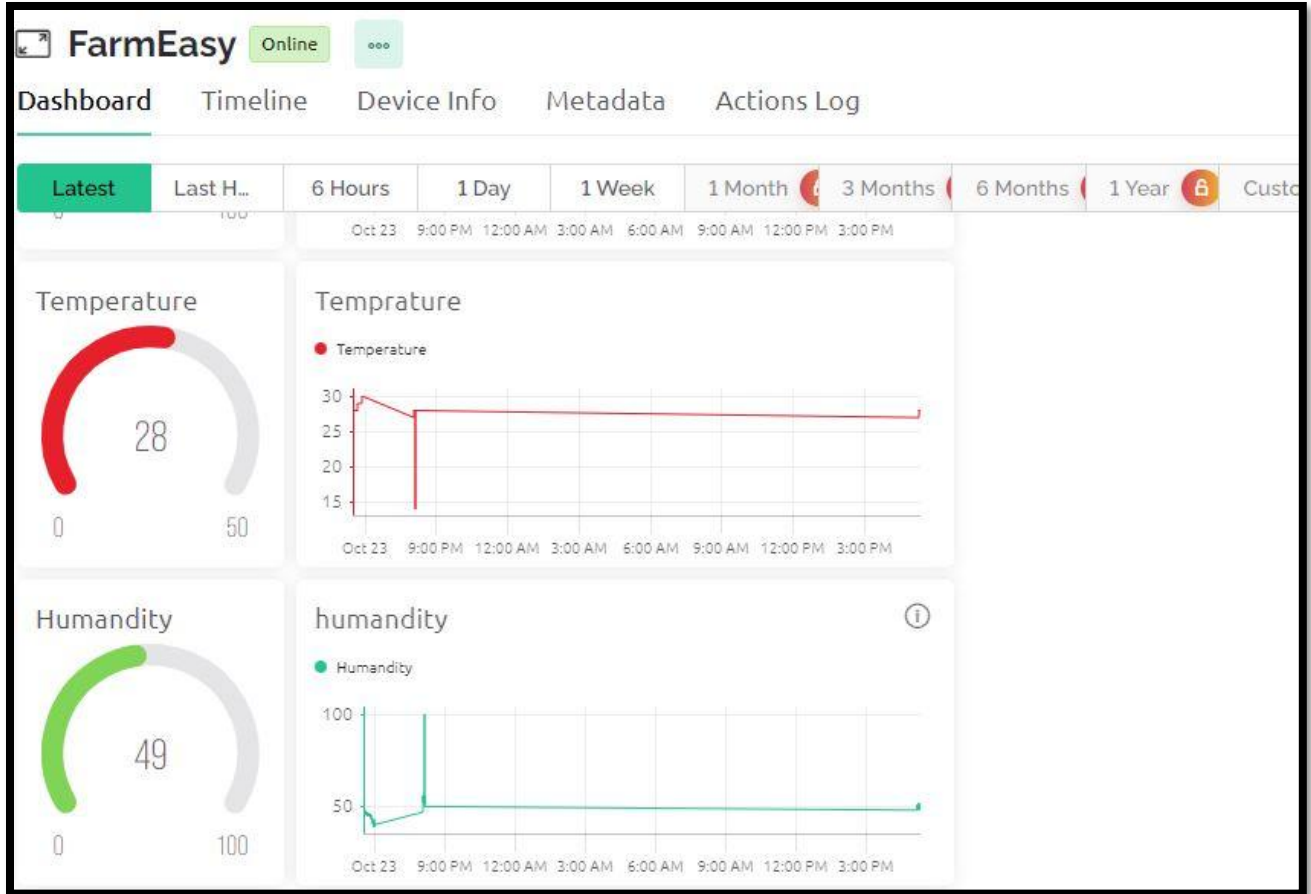 FarmEasy Online
Dashboard Timeline Device Info Metadata Actions Log
Latest Last H... 6 Hours 1 Day 1 Week 1 Month 3 Months 6 Months 1 Year Custo
0 100
Oct 23 9:00 PM 12:00 AM 3:00 AM 6:00 AM 9:00 AM 12:00 PM 3:00 PM
Temperature
28
0 50
Temprature
Temperature
30
25
20
15
Oct 23 9:00 PM 12:00 AM 3:00 AM 6:00 AM 9:00 AM 12:00 PM 3:00 PM
Humandity
49
0 100
humandity
Humandity
100
50
Oct 23 9:00 PM 12:00 AM 3:00 AM 6:00 AM 9:00 AM 12:00 PM 3:00 PM